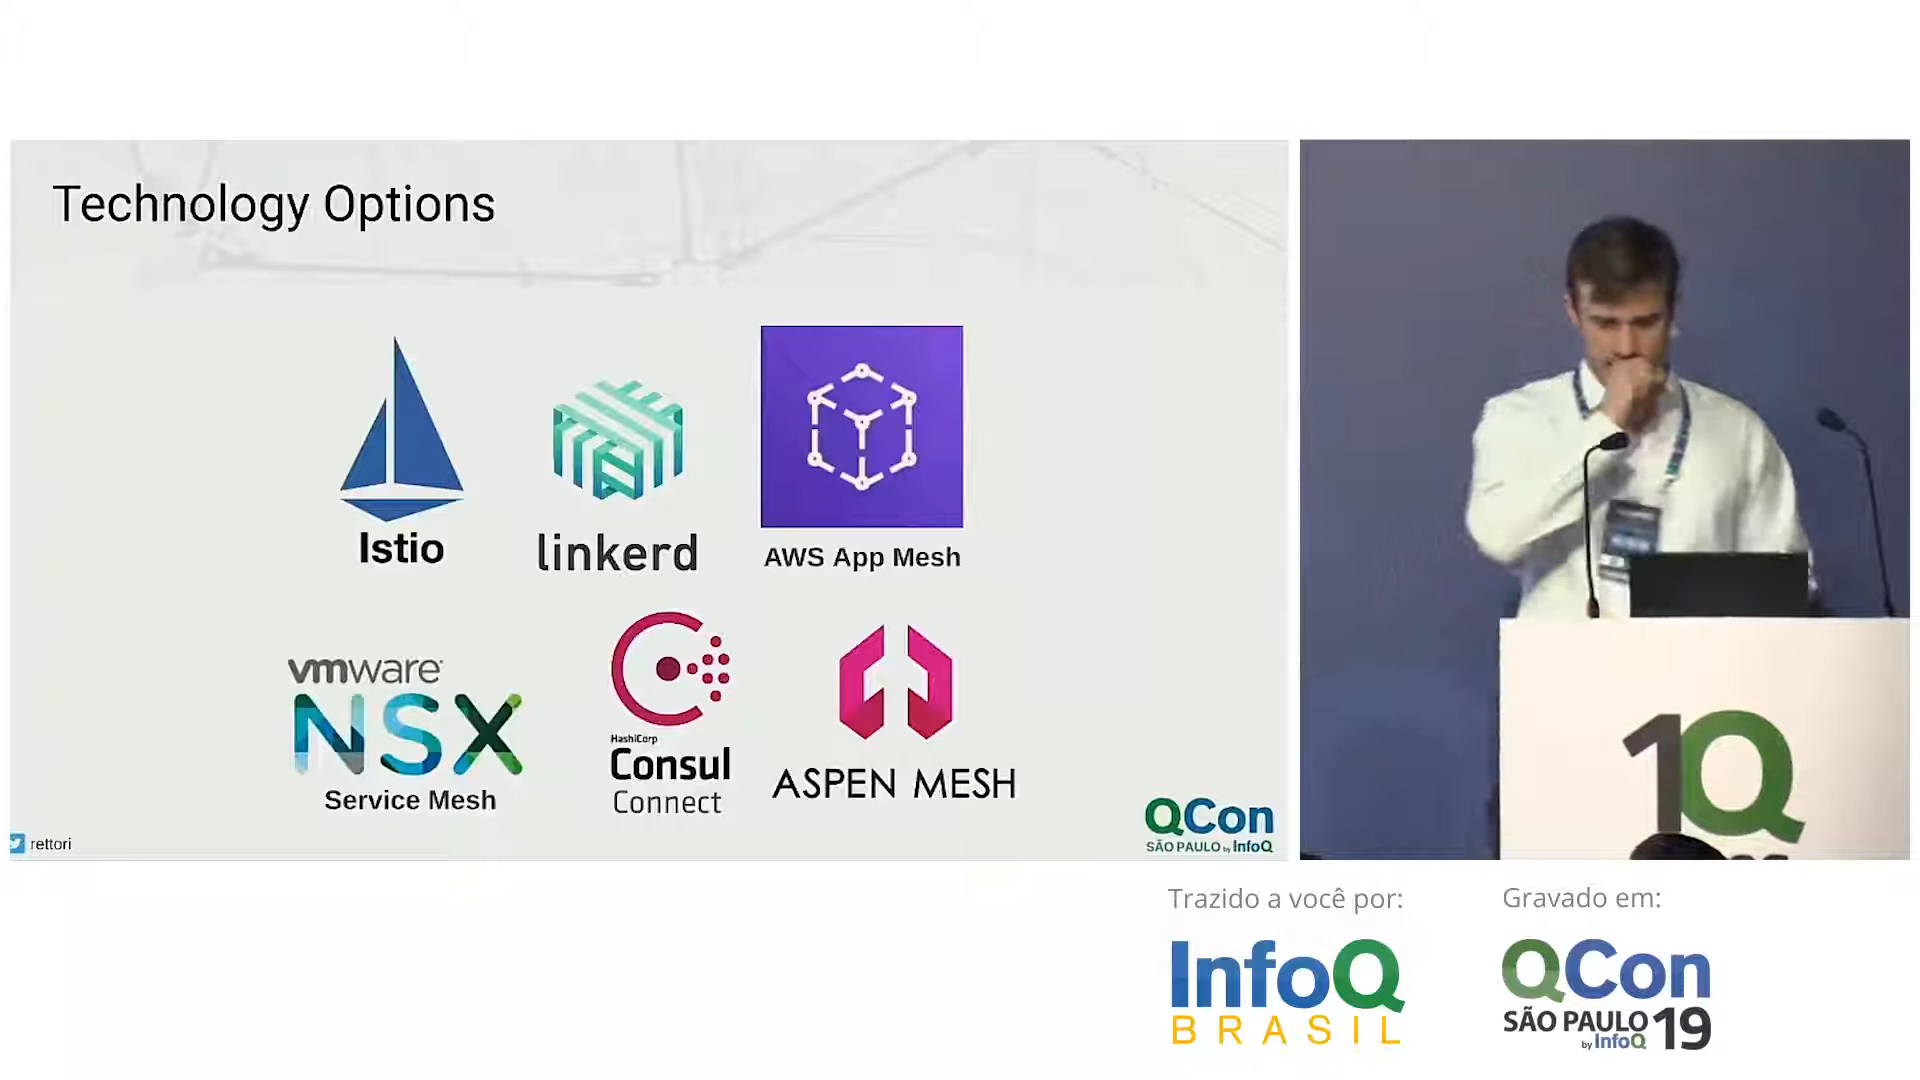 Technology Options
Istio
linkerd
AWS App Mesh
vmware
NSX
Service Mesh
HashiCorp
Consul
Connect
ASPEN MESH
rettori
QCon
SÃO PAULO by InfoQ
1Q
Trazido a você por:
InfoQ
BRASIL
Gravado em:
QCon
SÃO PAULO 19
by InfoQ